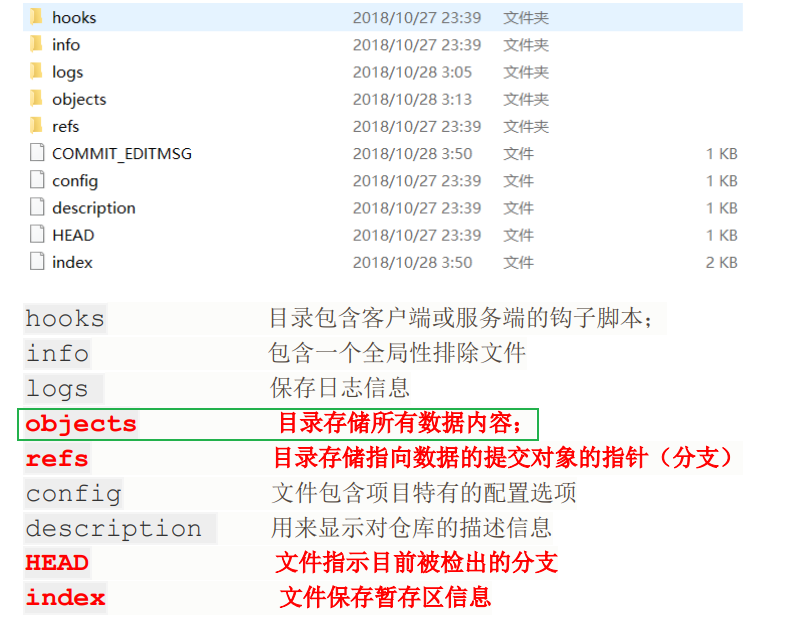 hooks 2018/10/27 23:39 文件夹
info 2018/10/27 23:39 文件夹
logs 2018/10/28 3:05 文件夹
objects 2018/10/28 3:13 文件夹
refs 2018/10/27 23:39 文件夹
COMMIT_EDITMSG 2018/10/28 3:50 文件 1 KB
config 2018/10/27 23:39 文件 1 KB
description 2018/10/27 23:39 文件 1 KB
HEAD 2018/10/27 23:39 文件 1 KB
index 2018/10/28 3:50 文件 2 KB
hooks 目录包含客户端或服务端的钩子脚本；
info 包含一个全局性排除文件
logs 保存日志信息
objects 目录存储所有数据内容；
refs 目录存储指向数据的提交对象的指针（分支）
config 文件包含项目特有的配置选项
description 用来显示对仓库的描述信息
HEAD 文件指示目前被检出的分支
index 文件保存暂存区信息